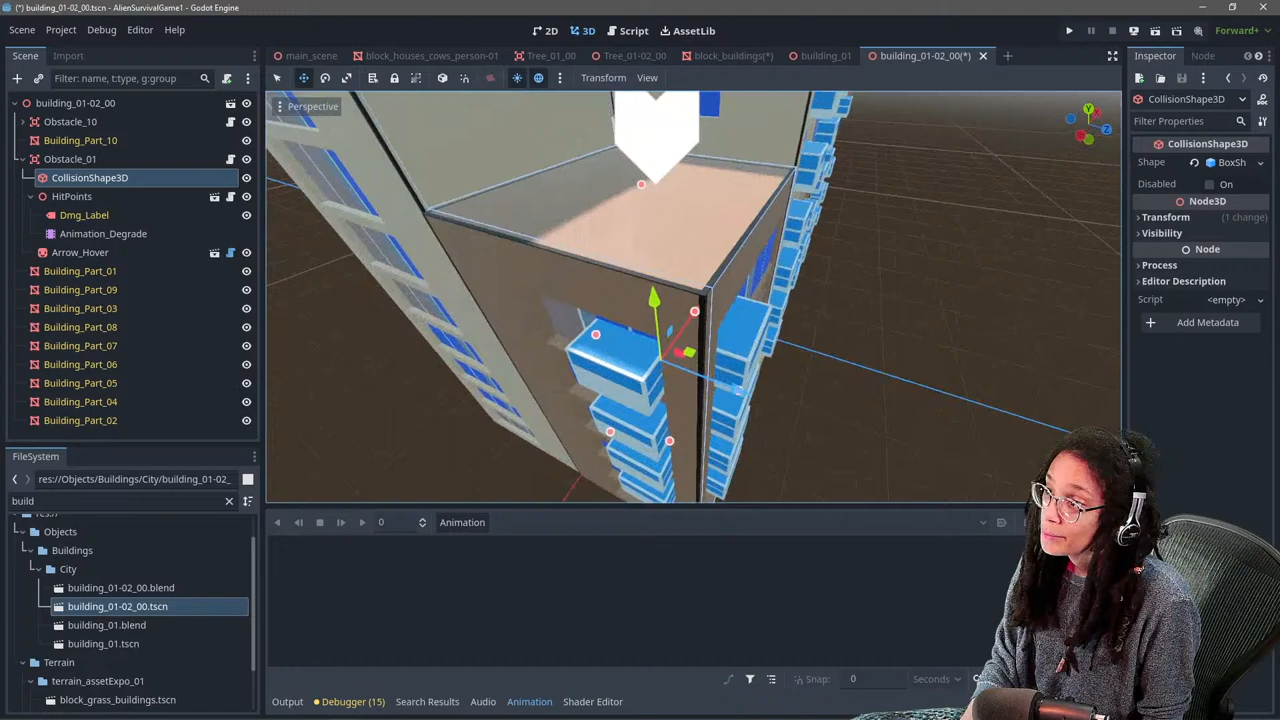 (*) building_01-02_00.tscn - AlienSurvivalGame1 - Godot Engine
Scene Project Debug Editor Help
2D 3D Script AssetLib
Forward+
Scene Import
main_scene block_houses_cows_person-01 Tree_01_00 Tree_01-02_00 block_buildings(*) building_01 building_01-02_00(*)
Inspector Node
Filter: name, t:type, g:group
Transform View
building_01-02_00
Obstacle_10
Building_Part_10
Obstacle_01
CollisionShape3D
HitPoints
Dmg_Label
Animation_Degrade
Arrow_Hover
Building_Part_01
Building_Part_09
Building_Part_03
Building_Part_08
Building_Part_07
Building_Part_06
Building_Part_05
Building_Part_04
Building_Part_02
Perspective
Y
Z
CollisionShape3D
Filter Properties
CollisionShape3D
Shape BoxSh
Disabled On
Node3D
Transform (1 change)
Visibility
Node
Process
Editor Description
Script <empty>
Add Metadata
FileSystem
res://Objects/Buildings/City/building_01-02_
build
Objects
Buildings
City
building_01-02_00.blend
building_01-02_00.tscn
building_01.blend
building_01.tscn
Terrain
terrain_assetExpo_01
block_grass_buildings.tscn
0 Animation
Snap: 0 Seconds
Output Debugger (15) Search Results Audio Animation Shader Editor